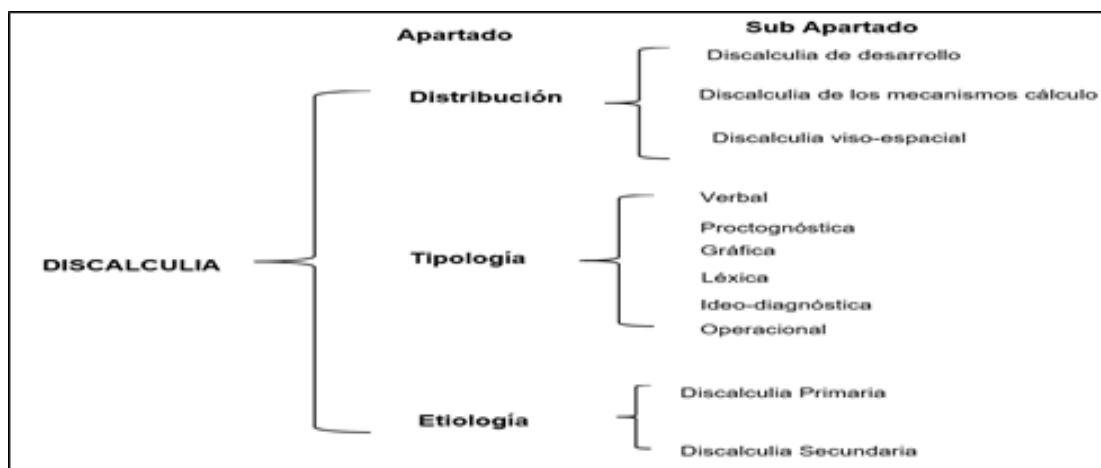 Apartado
Sub Apartado
DISCALCULIA
Distribución
Discalculia de desarrollo
Discalculia de los mecanismos cálculo
Discalculia viso-espacial
Tipología
Verbal
Proctognóstica
Gráfica
Léxica
Ideo-diagnóstica
Operacional
Etiología
Discalculia Primaria
Discalculia Secundaria